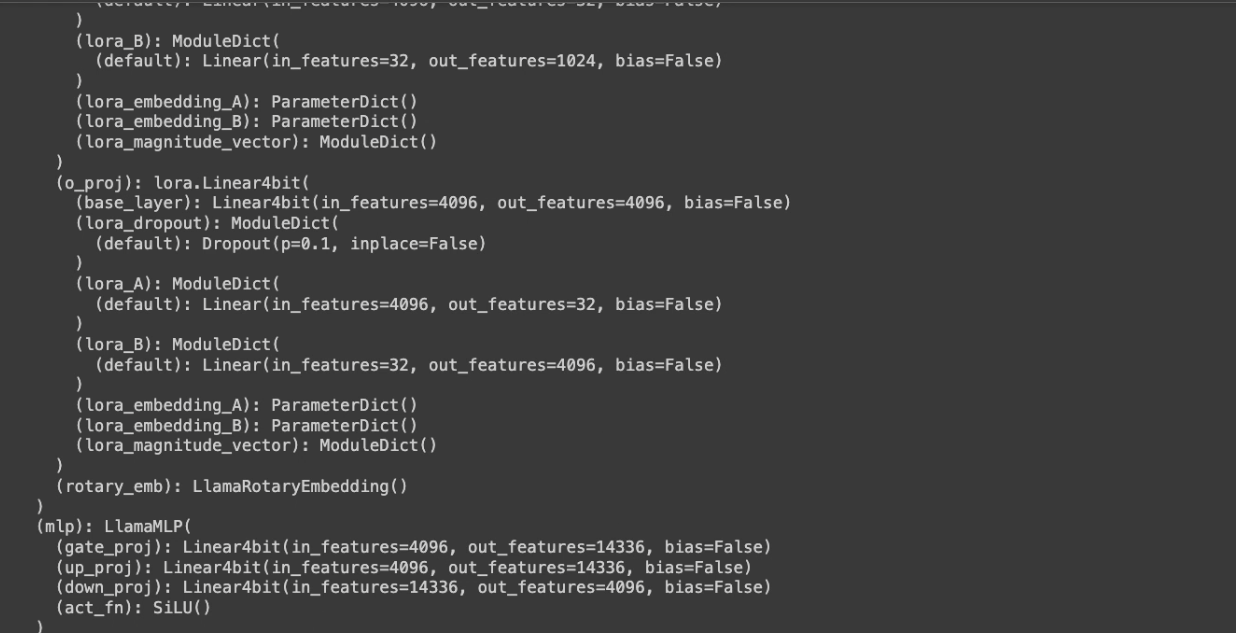 (default): Linear(in_features=4096, out_features=32, bias=False)
)
(lora_B): ModuleDict(
(default): Linear(in_features=32, out_features=1024, bias=False)
)
(lora_embedding_A): ParameterDict()
(lora_embedding_B): ParameterDict()
(lora_magnitude_vector): ModuleDict()
)
(o_proj): lora.Linear4bit(
(base_layer): Linear4bit(in_features=4096, out_features=4096, bias=False)
(lora_dropout): ModuleDict(
(default): Dropout(p=0.1, inplace=False)
)
(lora_A): ModuleDict(
(default): Linear(in_features=4096, out_features=32, bias=False)
)
(lora_B): ModuleDict(
(default): Linear(in_features=32, out_features=4096, bias=False)
)
(lora_embedding_A): ParameterDict()
(lora_embedding_B): ParameterDict()
(lora_magnitude_vector): ModuleDict()
)
(rotary_emb): LlamaRotaryEmbedding()
)
(mlp): LlamaMLP(
(gate_proj): Linear4bit(in_features=4096, out_features=14336, bias=False)
(up_proj): Linear4bit(in_features=4096, out_features=14336, bias=False)
(down_proj): Linear4bit(in_features=14336, out_features=4096, bias=False)
(act_fn): SiLU()
)